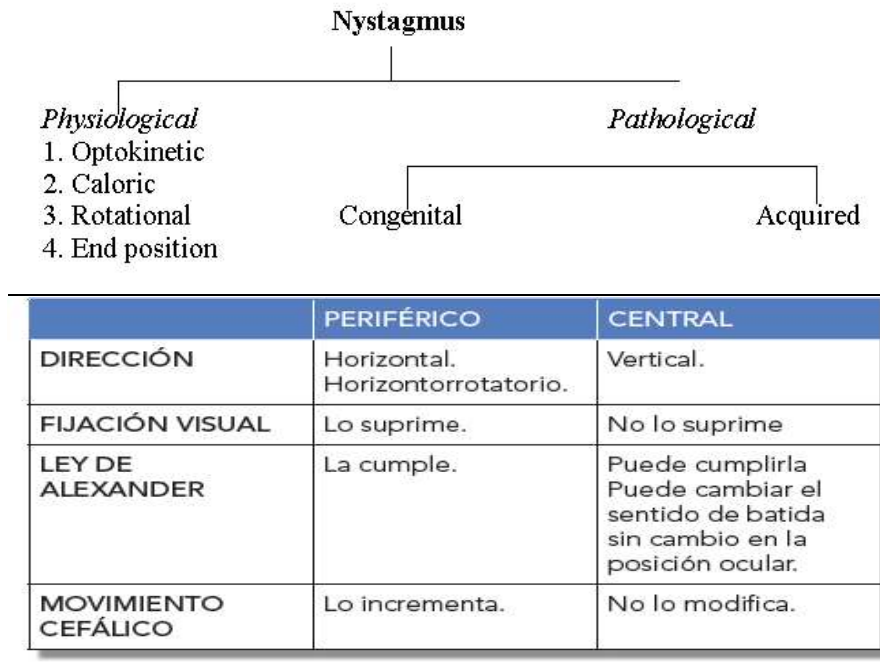 Nystagmus
Physiological
1. Optokinetic
2. Caloric
3. Rotational
4. End position
Pathological
Congenital
Acquired
PERIFÉRICO
CENTRAL
DIRECCIÓN
Horizontal.
Horizontorrotatorio.
Vertical.
FIJACIÓN VISUAL
Lo suprime.
No lo suprime
LEY DE
ALEXANDER
La cumple.
Puede cumplirla
Puede cambiar el
sentido de batida
sin cambio en la
posición ocular.
MOVIMIENTO
CEFÁLICO
Lo incrementa.
No lo modifica.